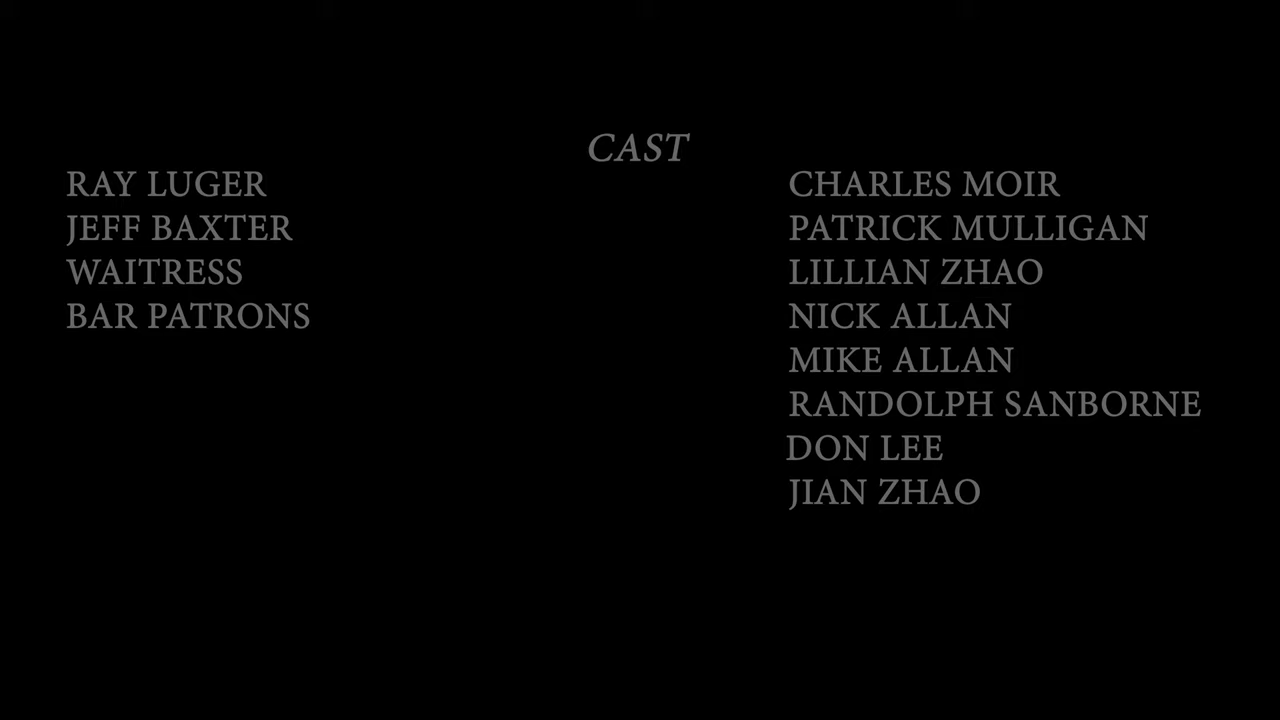 CAST
RAY LUGER CHARLES MOIR
JEFF BAXTER PATRICK MULLIGAN
WAITRESS LILLIAN ZHAO
BAR PATRONS NICK ALLAN
MIKE ALLAN
RANDOLPH SANBORNE
DON LEE
JIAN ZHAO